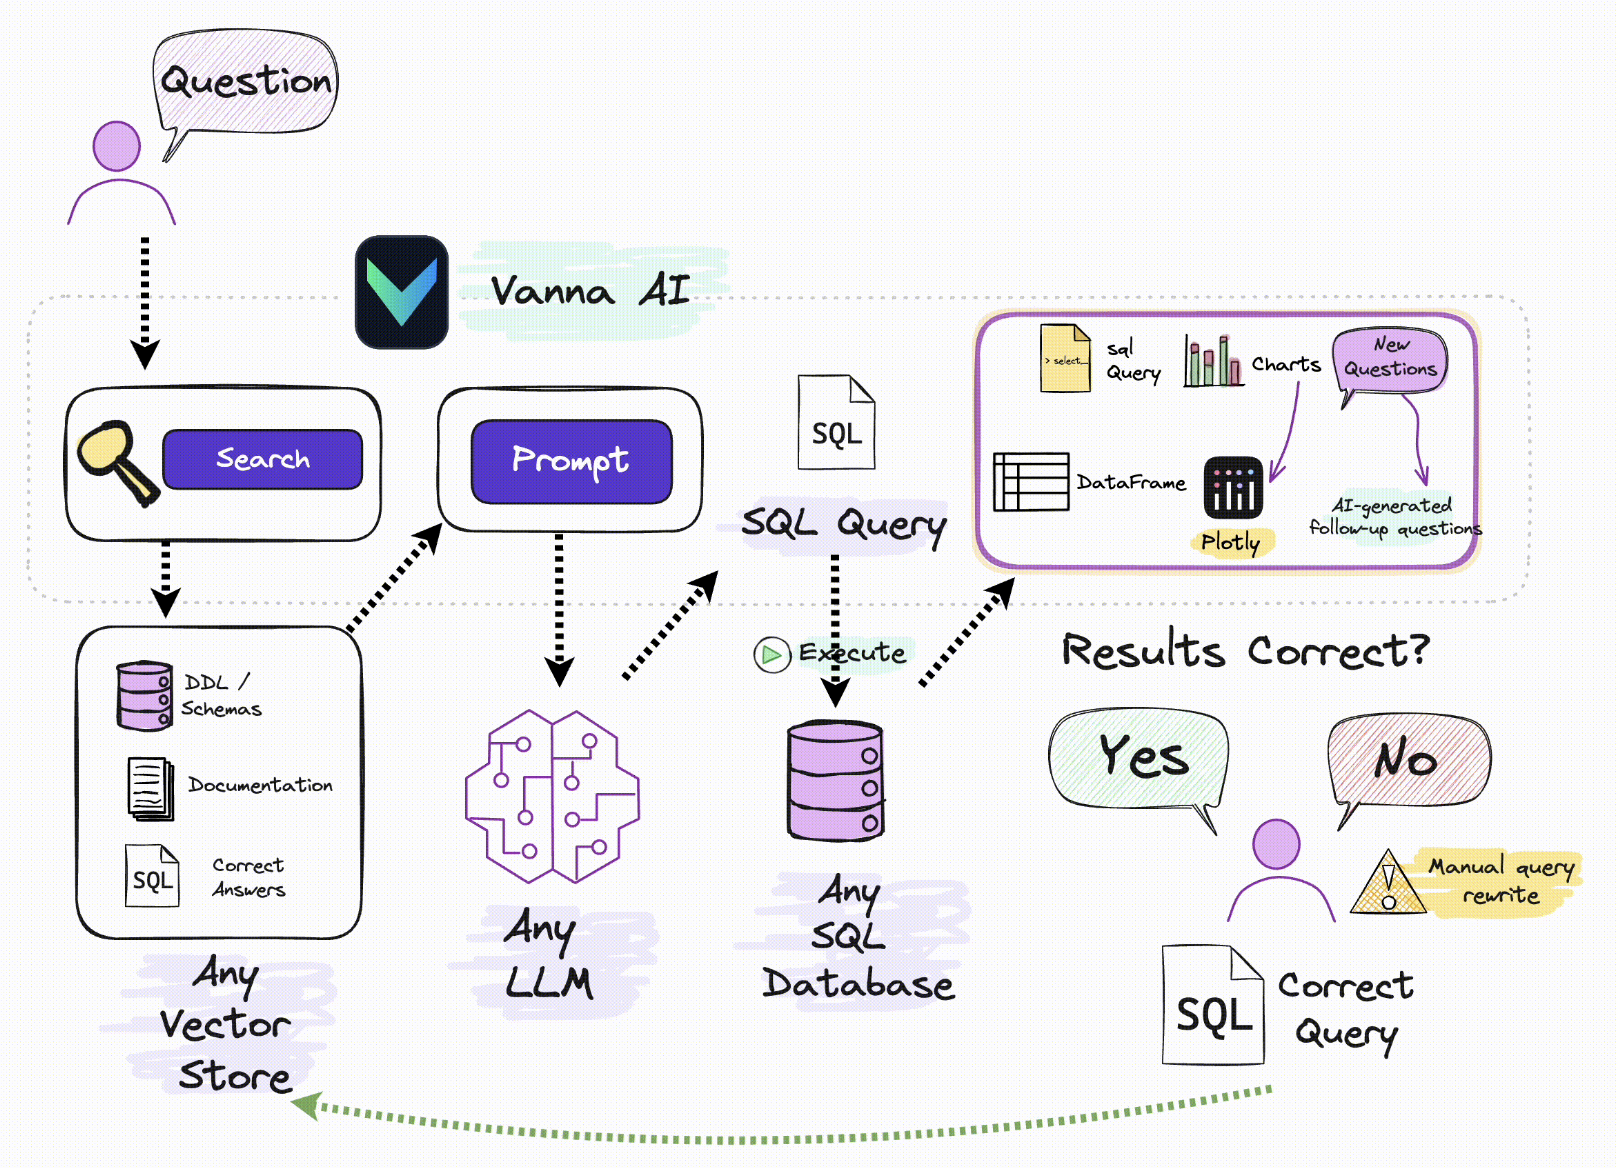 Question
Vanna AI
Search
Prompt
SQL
SQL Query
> select...
sql
Query
Charts
New
Questions
DataFrame
Plotly
AI-generated
follow-up questions
DDL /
Schemas
Documentation
SQL
Correct
Answers
Any
Vector
Store
Any
LLM
Execute
Any
SQL
Database
Results Correct?
Yes
No
Manual query
rewrite
SQL
Correct
Query